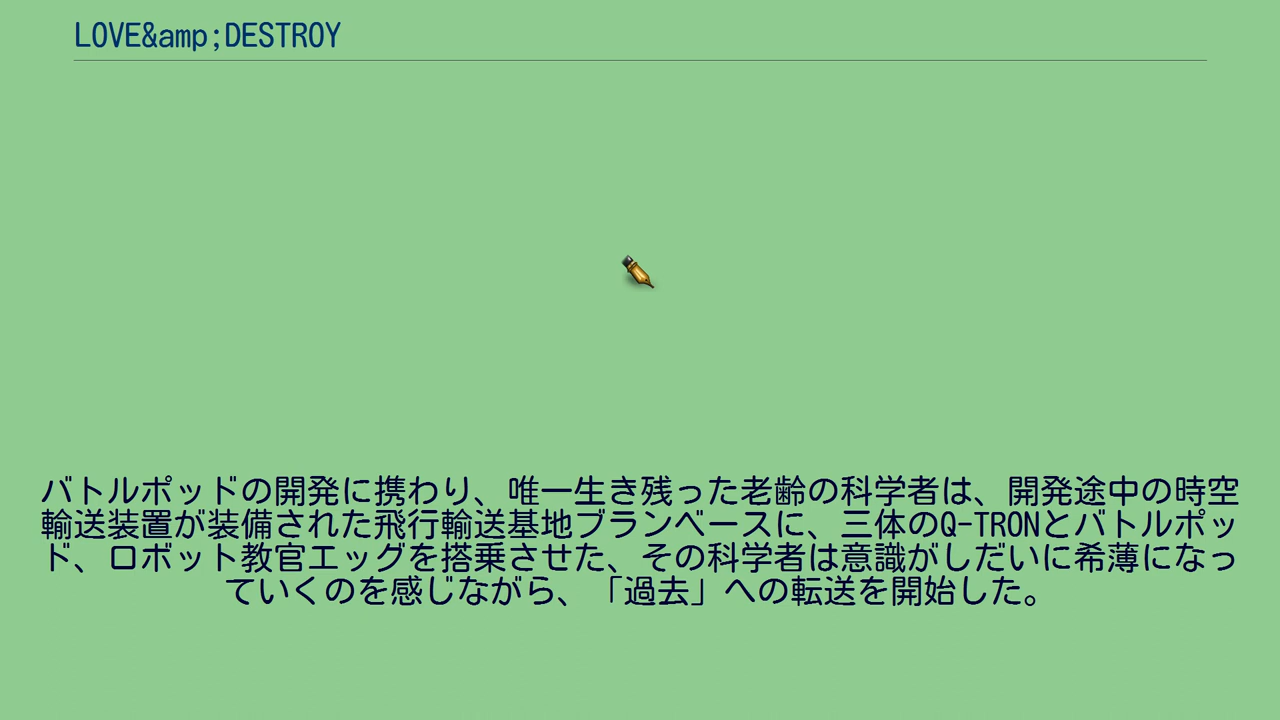 LOVE&amp;DESTROY
バトルポッドの開発に携わり、唯一生き残った老齢の科学者は、開発途中の時空
輸送装置が装備された飛行輸送基地ブランベースに、三体のQ-TRONとバトルポッ
ド、ロボット教官エッグを搭乗させた、その科学者は意識がしだいに希薄になっ
ていくのを感じながら、「過去」への転送を開始した。